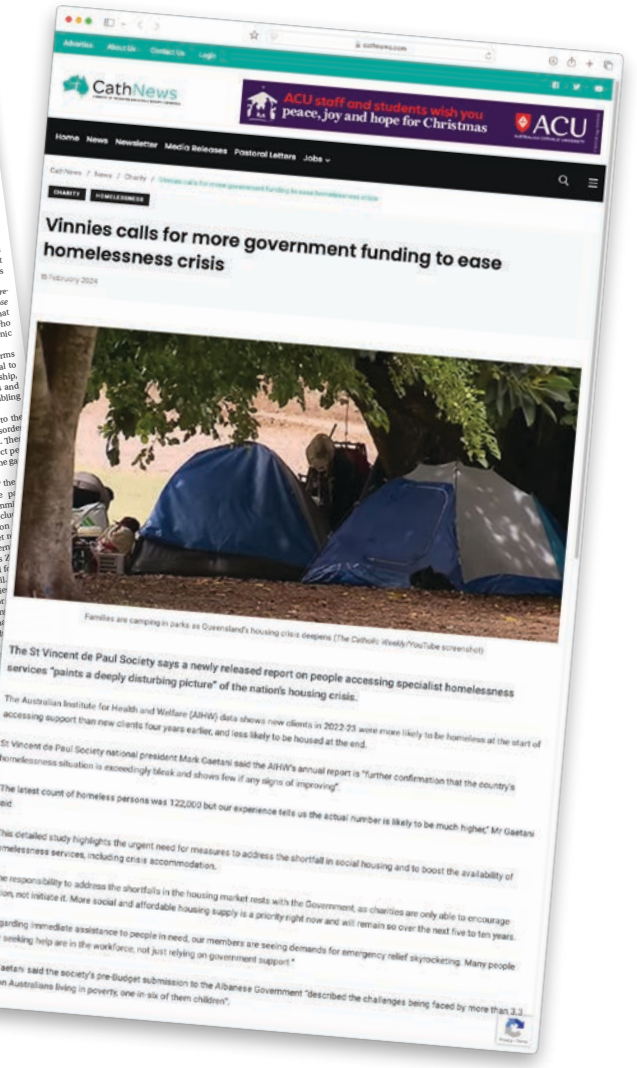 cathnews.com
Advertise About Us Contact Us Login
CathNews
ACU staff and students wish you
peace, joy and hope for Christmas
ACU
AUSTRALIAN CATHOLIC UNIVERSITY
Home News Newsletter Media Releases Pastoral Letters Jobs
CathNews / News / Charity / Vinnies calls for more government funding to ease homelessness crisis
CHARITY HOMELESSNESS
Vinnies calls for more government funding to ease
homelessness crisis
February 2024
Families are camping in parks as Queensland's housing crisis deepens (The Catholic Weekly/YouTube screenshot)
The St Vincent de Paul Society says a newly released report on people accessing specialist homelessness
services "paints a deeply disturbing picture" of the nation's housing crisis.
The Australian Institute for Health and Welfare (AIHW) data shows new clients in 2022-23 were more likely to be homeless at the start of
accessing support than new clients four years earlier, and less likely to be housed at the end.
St Vincent de Paul Society national president Mark Gaetani said the AIHW's annual report is "further confirmation that the country's
homelessness situation is exceedingly bleak and shows few if any signs of improving".
The latest count of homeless persons was 122,000 but our experience tells us the actual number is likely to be much higher," Mr Gaetani
said
his detailed study highlights the urgent need for measures to address the shortfall in social housing and to boost the availability of
melessness services, including crisis accommodation.
he responsibility to address the shortfalls in the housing market rests with the Government, as charities are only able to encourage
tion, not initiate it. More social and affordable housing supply is a priority right now and will remain so over the next five to ten years.
garding immediate assistance to people in need, our members are seeing demands for emergency relief skyrocketing. Many people
seeking help are in the workforce, not just relying on government support."
aetani said the society's pre-Budget submission to the Albanese Government "described the challenges being faced by more than 3.3
on Australians living in poverty, one in six of them children".
Privacy - Terms